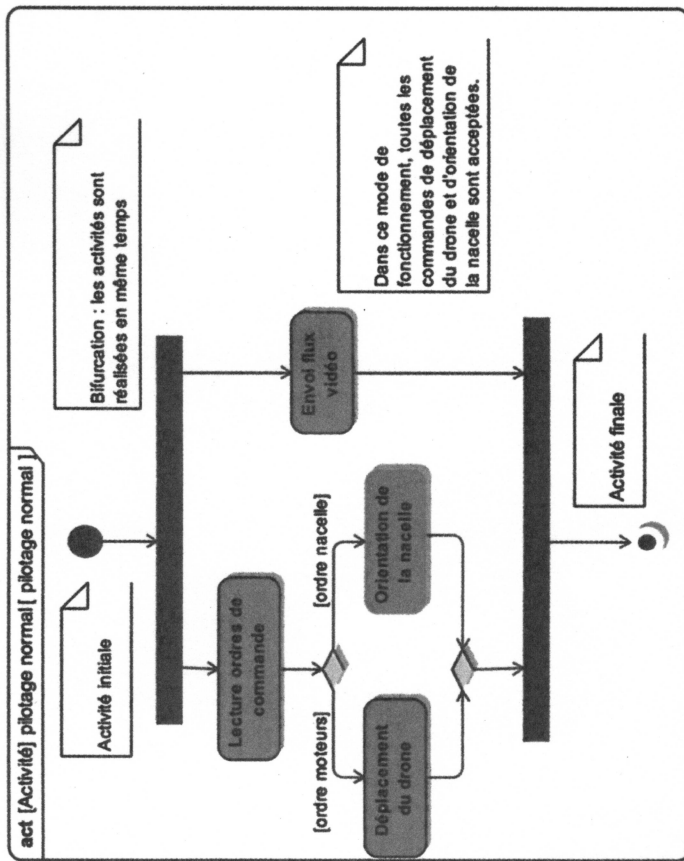 act [Activité] pilotage normal [ pilotage normal ]
Activité initiale
Bifurcation : les activités sont
réalisées en même temps
Lecture ordres de
commande
[ordre moteurs]
[ordre nacelle]
Déplacement
du drone
Orientation de
la nacelle
Envoi flux
vidéo
Dans ce mode de
fonctionnement, toutes les
commandes de déplacement
du drone et d'orientation de
la nacelle sont acceptées.
Activité finale